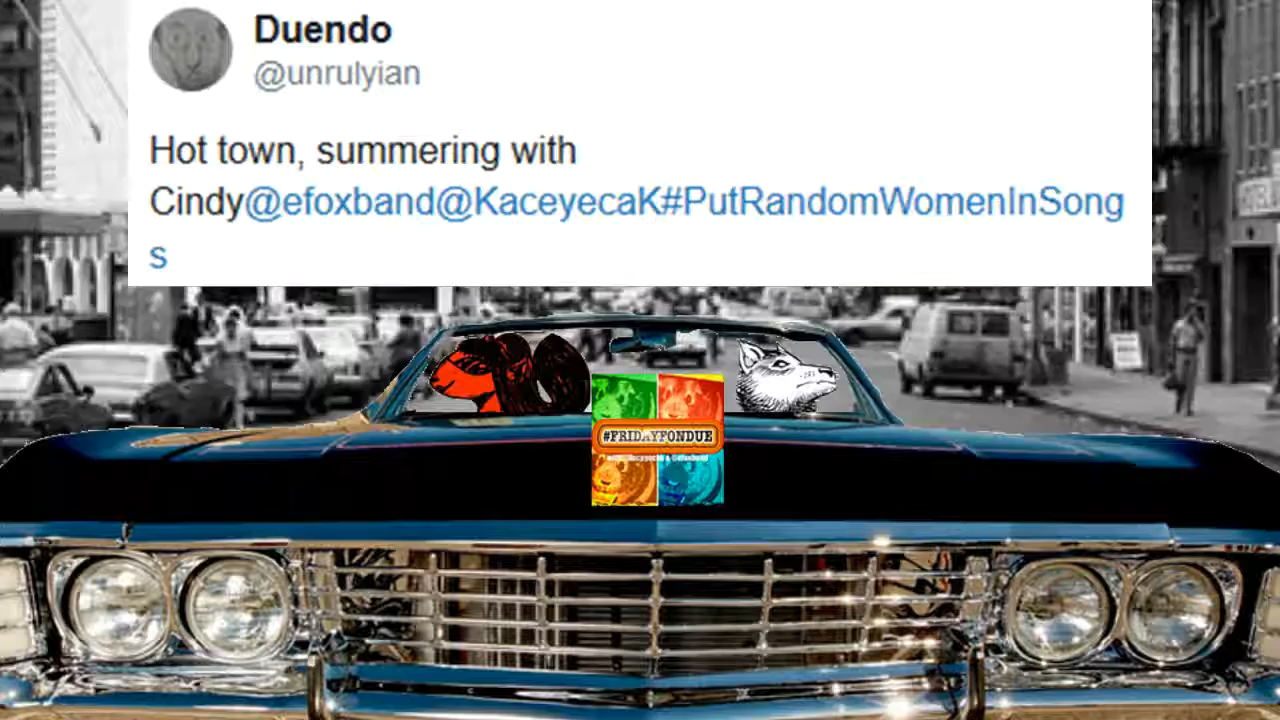 Duendo
@unrulyian
Hot town, summering with
Cindy@efoxband@KaceyecaK#PutRandomWomenInSong
s
#FRIDAYFONDUE